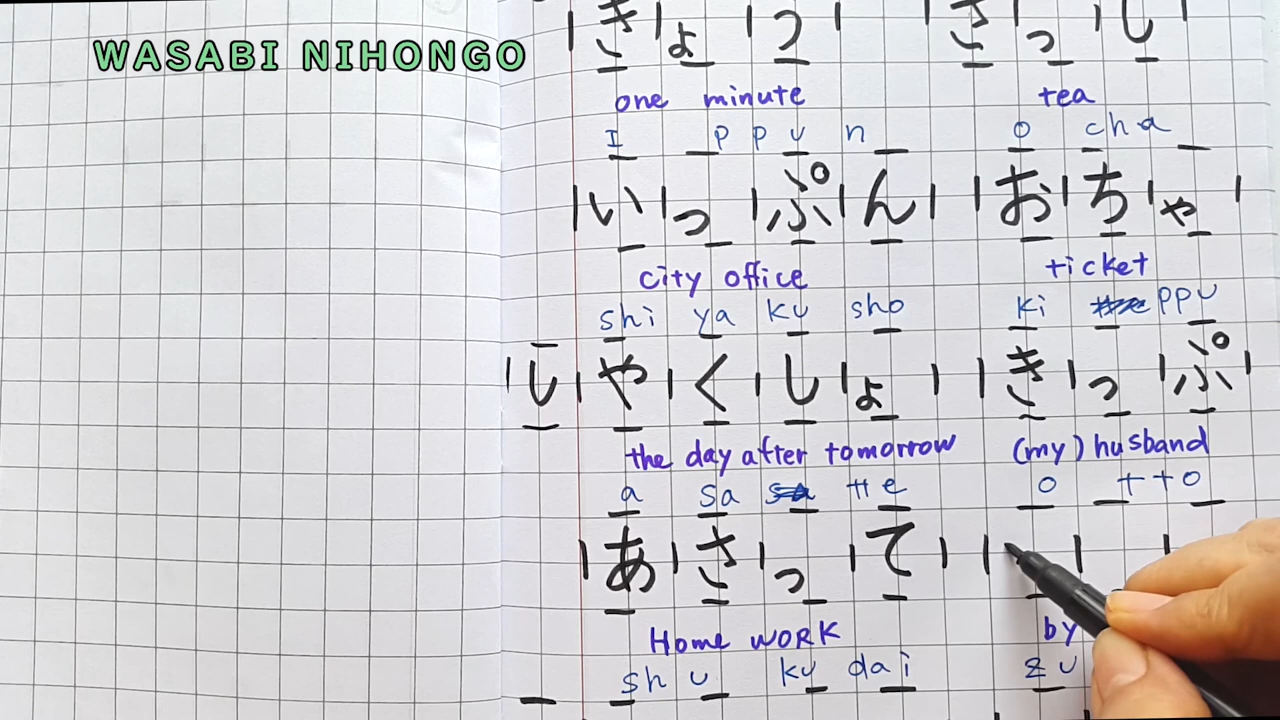 WASABI NIHONGO
きょっ さっし
one minute tea
I ppun o cha
いっぷん おちゃ
city office ticket
shi ya ku sho ki ppu
しやくしょ きっぷ
the day after tomorrow (my) husband
a sa tte o tto
あさって
Home work by
shu ku dai zu